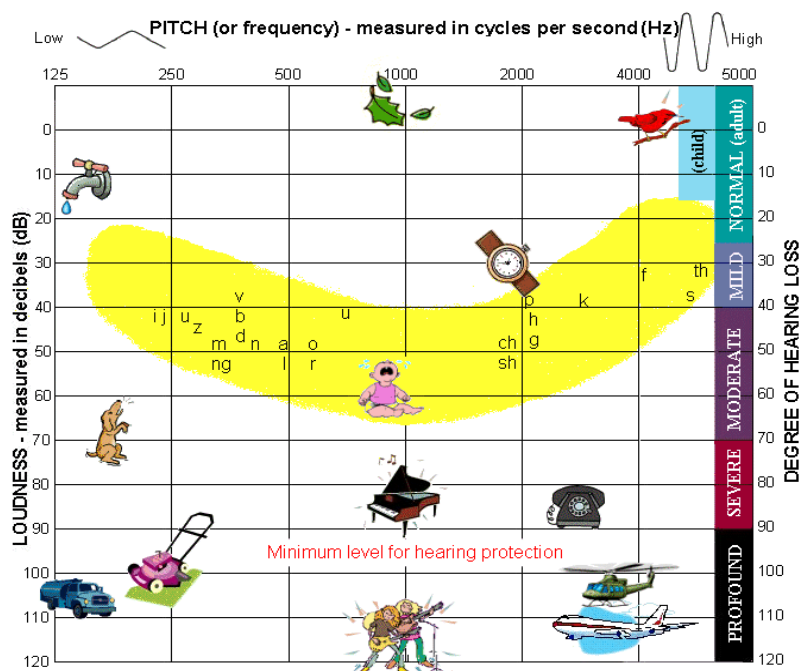 PITCH (or frequency) - measured in cycles per second (Hz)
Low
High
125 250 500 1000 2000 4000 5000
LOUDNESS - measured in decibels (dB)
0
10
20
30
40
50
60
70
80
90
100
110
120
v
i j u b u
z
d
m n a o
ng l r
p k
h
ch g
sh
f th
s
Minimum level for hearing protection
(child)
NORMAL (adult)
MILD
MODERATE
SEVERE
PROFOUND
0
10
20
30
40
50
60
70
80
90
100
110
120
DEGREE OF HEARING LOSS